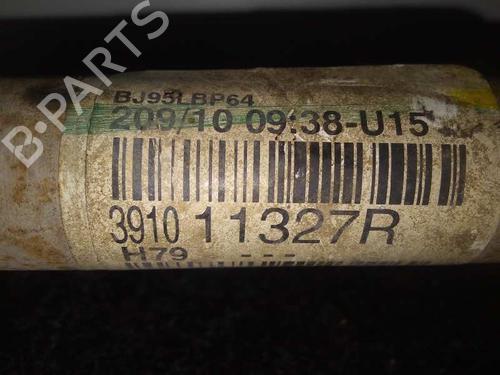 B-PARTS
BJ95LBP64
209/10 09:38-U15
3910 11327R
H79 ---